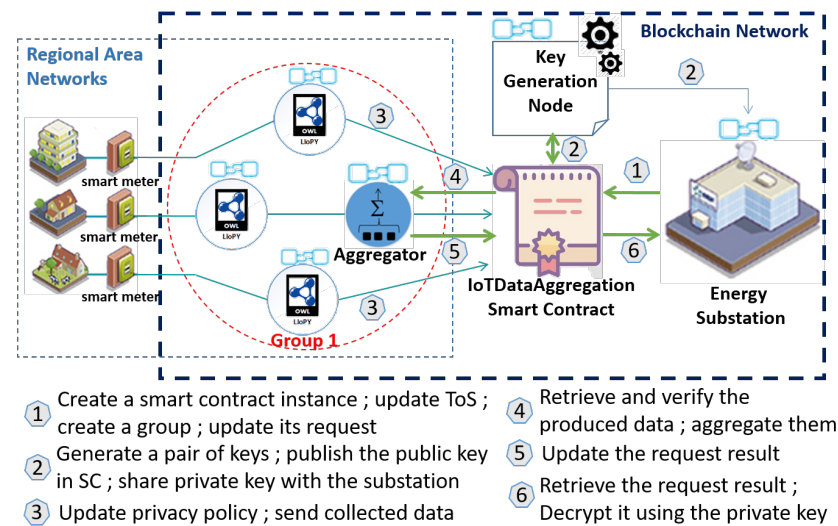 Regional Area
Networks
Blockchain Network
Key
Generation
Node
2
3
OWL
LIoPY
4
2
1
smart meter
OWL
LIoPY
Σ
smart meter
5
6
Aggregator
smart meter
OWL
LIoPY
3
IoTDataAggregation
Smart Contract
Energy
Substation
Group 1
1 Create a smart contract instance ; update ToS ;
create a group ; update its request
2 Generate a pair of keys ; publish the public key
in SC ; share private key with the substation
3 Update privacy policy ; send collected data
4 Retrieve and verify the
produced data ; aggregate them
5 Update the request result
6 Retrieve the request result ;
Decrypt it using the private key